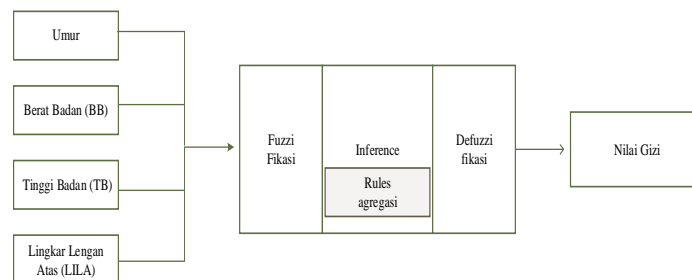 Umur
Berat Badan (BB)
Tinggi Badan (TB)
Lingkar Lengan
Atas (LILA)
Fuzzi
Fikasi
Inference
Rules
agregasi
Defuzzi
fikasi
Nilai Gizi